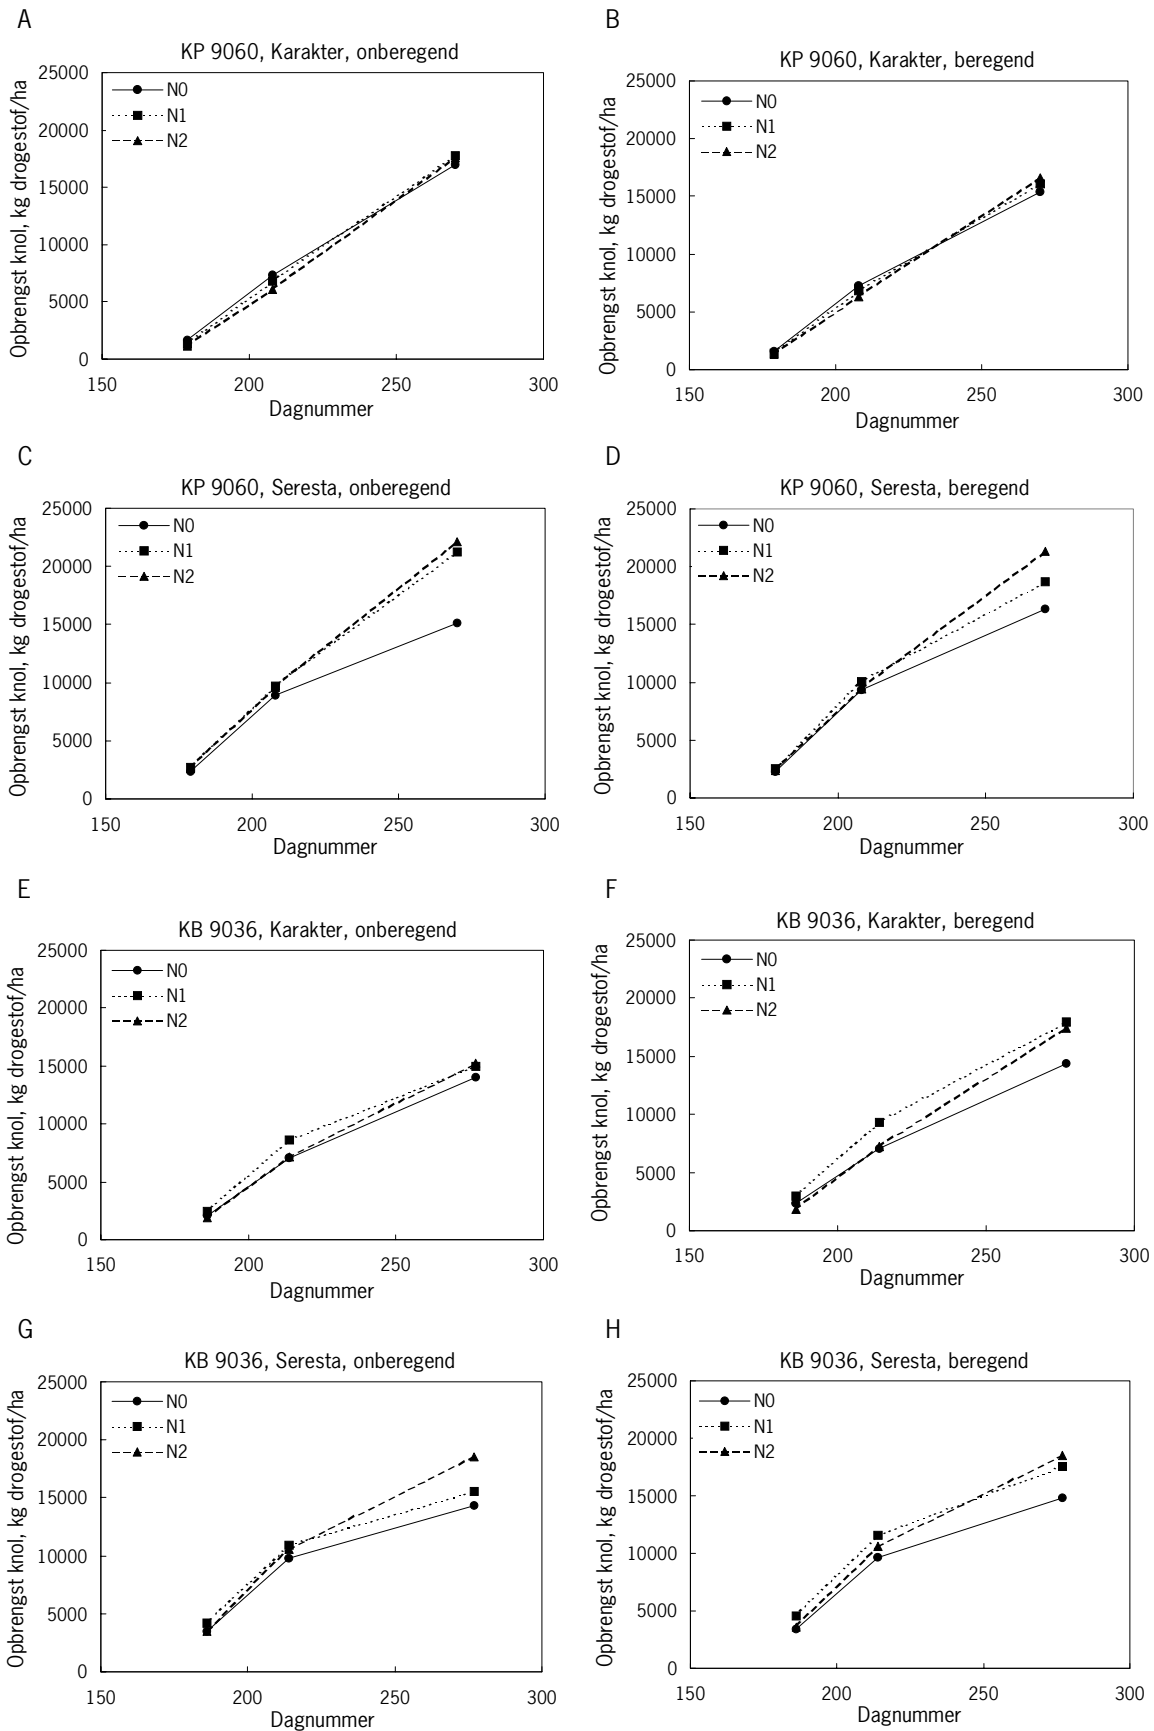 A
KP 9060, Karakter, onberegend
Opbrengst knol, kg drogestof/ha
25000
20000
15000
10000
5000
0
N0
N1
N2
150 200 250 300
Dagnummer
B
KP 9060, Karakter, beregend
Opbrengst knol, kg drogestof/ha
25000
20000
15000
10000
5000
0
N0
N1
N2
150 200 250 300
Dagnummer
C
KP 9060, Seresta, onberegend
Opbrengst knol, kg drogestof/ha
25000
20000
15000
10000
5000
0
N0
N1
N2
150 200 250 300
Dagnummer
D
KP 9060, Seresta, beregend
Opbrengst knol, kg drogestof/ha
25000
20000
15000
10000
5000
0
N0
N1
N2
150 200 250 300
Dagnummer
E
KB 9036, Karakter, onberegend
Opbrengst knol, kg drogestof/ha
25000
20000
15000
10000
5000
0
N0
N1
N2
150 200 250 300
Dagnummer
F
KB 9036, Karakter, beregend
Opbrengst knol, kg drogestof/ha
25000
20000
15000
10000
5000
0
N0
N1
N2
150 200 250 300
Dagnummer
G
KB 9036, Seresta, onberegend
Opbrengst knol, kg drogestof/ha
25000
20000
15000
10000
5000
0
N0
N1
N2
150 200 250 300
Dagnummer
H
KB 9036, Seresta, beregend
Opbrengst knol, kg drogestof/ha
25000
20000
15000
10000
5000
0
N0
N1
N2
150 200 250 300
Dagnummer